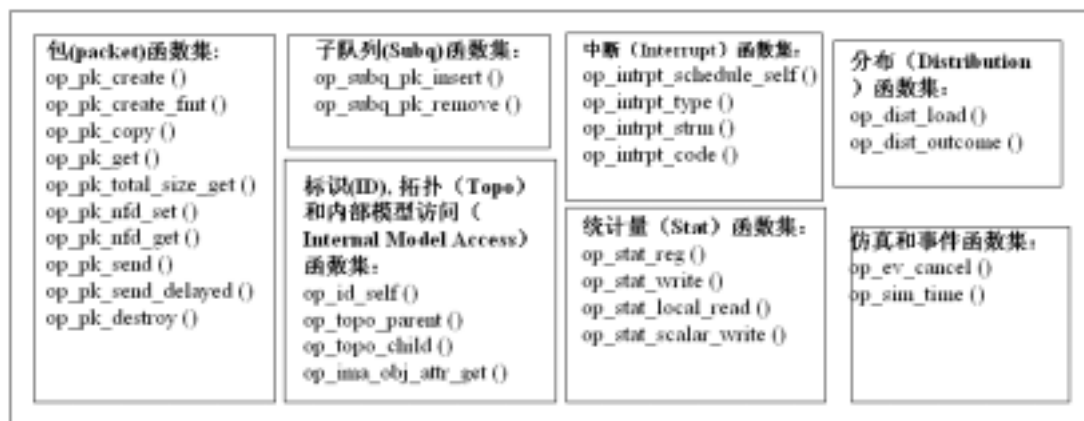 包(packet)函数集:
op_pk_create ()
op_pk_create_fmt ()
op_pk_copy ()
op_pk_get ()
op_pk_total_size_get ()
op_pk_nfd_set ()
op_pk_nfd_get ()
op_pk_send ()
op_pk_send_delayed ()
op_pk_destroy ()
子队列(Subq)函数集：
op_subq_pk_insert ()
op_subq_pk_remove ()
标识(ID), 拓扑（Topo）
和内部模型访问（
Internal Model Access）
函数集：
op_id_self ()
op_topo_parent ()
op_topo_child ()
op_ima_obj_attr_get ()
中断（Interrupt）函数集：
op_intrpt_schedule_self ()
op_intrpt_type ()
op_intrpt_strm ()
op_intrpt_code ()
统计量（Stat）函数集：
op_stat_reg ()
op_stat_write ()
op_stat_local_read ()
op_stat_scalar_write ()
分布（Distribution
）函数集：
op_dist_load ()
op_dist_outcome ()
仿真和事件函数集：
op_ev_cancel ()
op_sim_time ()